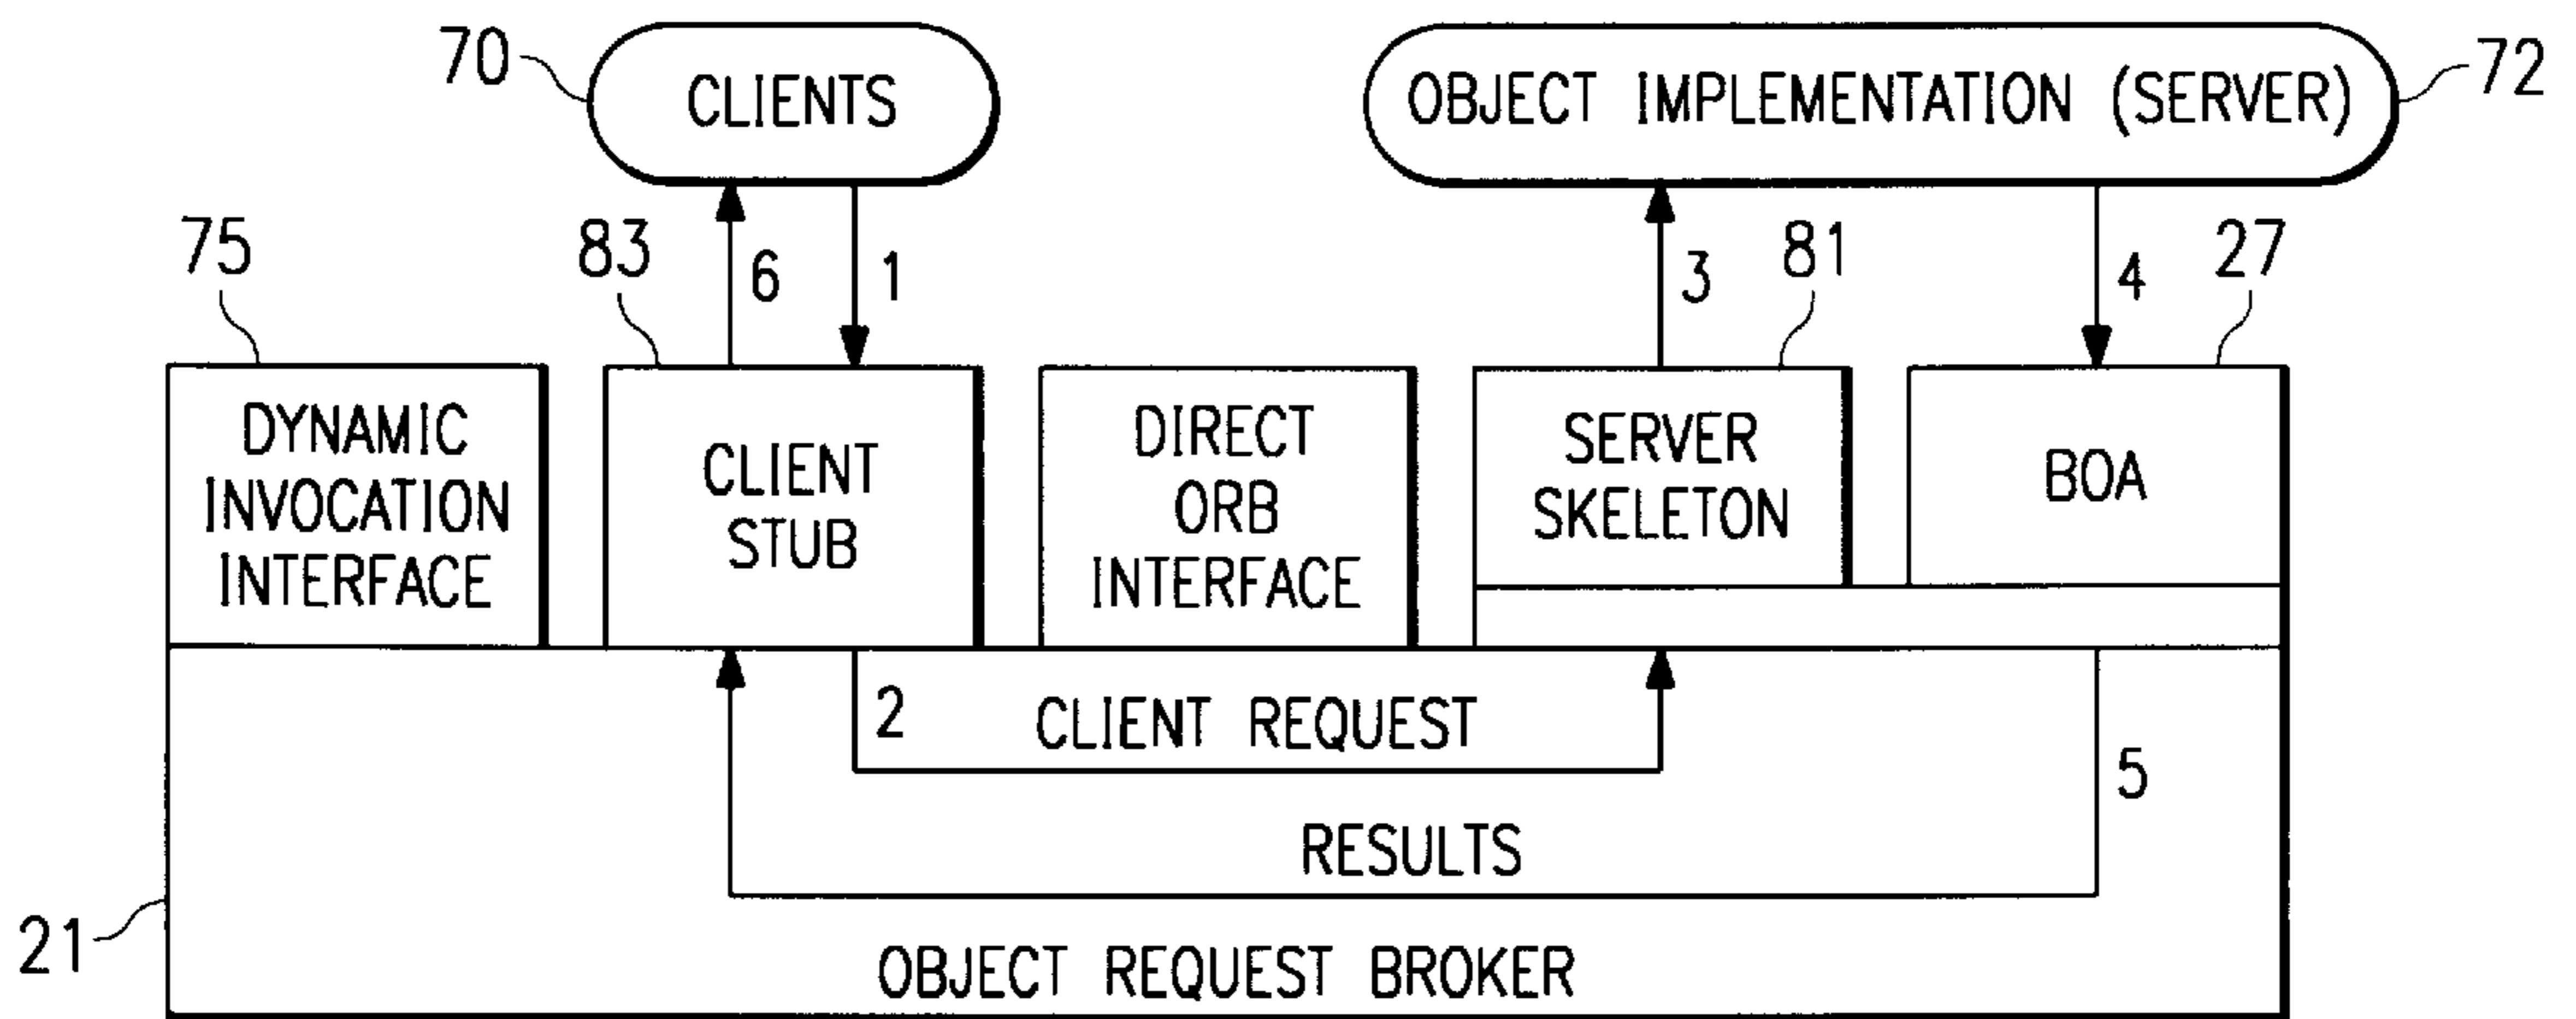 70
CLIENTS
OBJECT IMPLEMENTATION (SERVER)
72
75
83
6
1
3
81
4
27
DYNAMIC
INVOCATION
INTERFACE
CLIENT
STUB
DIRECT
ORB
INTERFACE
SERVER
SKELETON
BOA
2
CLIENT REQUEST
5
RESULTS
21
OBJECT REQUEST BROKER